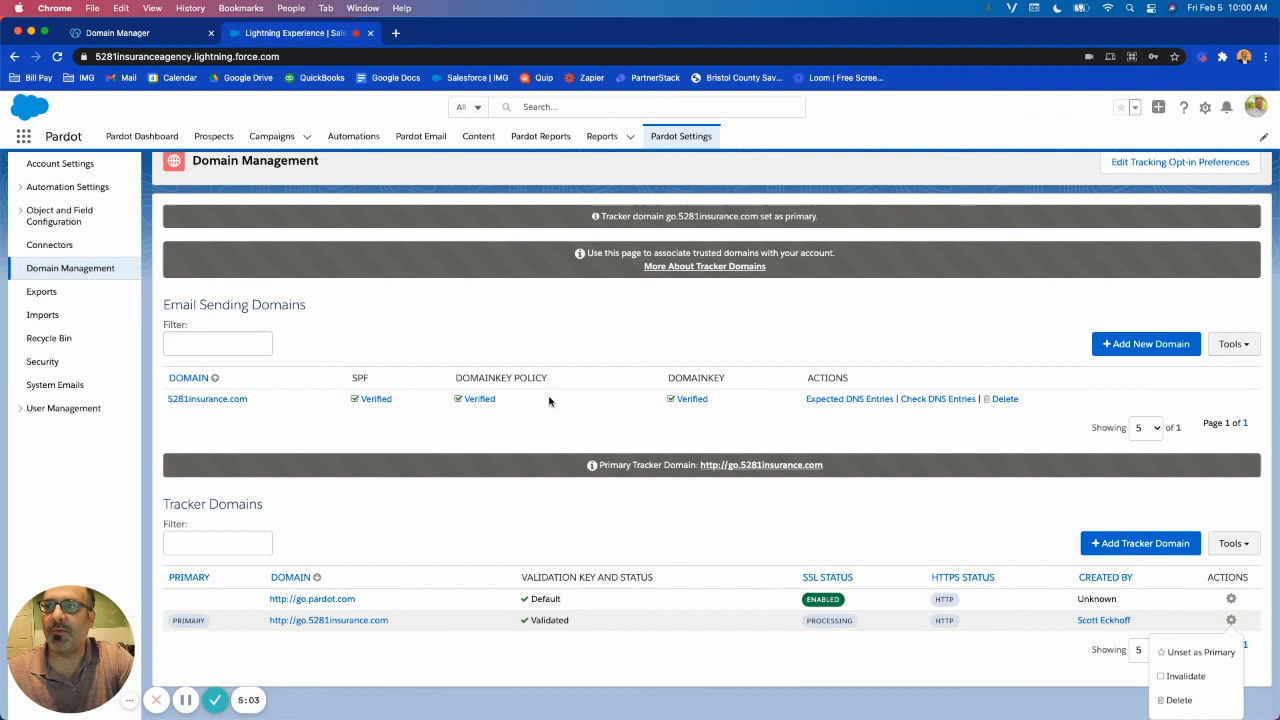 Chrome File Edit View History Bookmarks People Tab Window Help Fri Feb 5 10:00 AM
Domain Manager Lightning Experience | Sale
5281insuranceagency.lightning.force.com
Bill Pay IMG Mail Calendar Google Drive QuickBooks Google Docs Salesforce | IMG Quip Zapier PartnerStack Bristol County Sav... Loom | Free Scree...
All Search...
Pardot Pardot Dashboard Prospects Campaigns Automations Pardot Email Content Pardot Reports Reports Pardot Settings
Account Settings
Automation Settings
Object and Field
Configuration
Connectors
Domain Management
Exports
Imports
Recycle Bin
Security
System Emails
User Management
Domain Management
Edit Tracking Opt-in Preferences
Tracker domain go.5281insurance.com set as primary.
Use this page to associate trusted domains with your account.
More About Tracker Domains
Email Sending Domains
Filter:
+ Add New Domain Tools
DOMAIN SPF DOMAINKEY POLICY DOMAINKEY ACTIONS
5281insurance.com Verified Verified Verified Expected DNS Entries | Check DNS Entries | Delete
Showing 5 of 1 Page 1 of 1
Primary Tracker Domain: http://go.5281insurance.com
Tracker Domains
Filter:
+ Add Tracker Domain Tools
PRIMARY DOMAIN VALIDATION KEY AND STATUS SSL STATUS HTTPS STATUS CREATED BY ACTIONS
http://go.pardot.com Default ENABLED HTTP Unknown
PRIMARY http://go.5281insurance.com Validated PROCESSING HTTP Scott Eckhoff
Showing 5 1
Unset as Primary
Invalidate
Delete
5:03